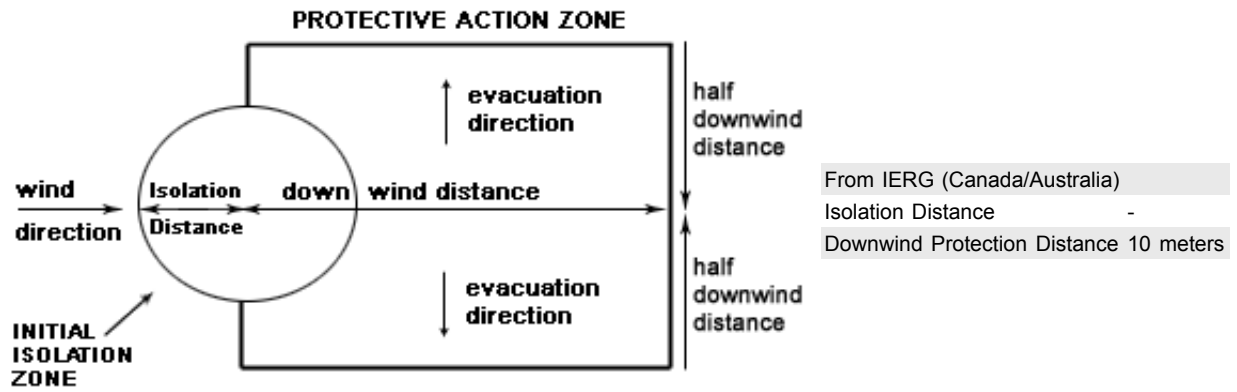 PROTECTIVE ACTION ZONE
evacuation
direction
half
downwind
distance
wind
direction
Isolation
Distance
down wind distance
From IERG (Canada/Australia)
Isolation Distance -
Downwind Protection Distance 10 meters
evacuation
direction
half
downwind
distance
INITIAL
ISOLATION
ZONE